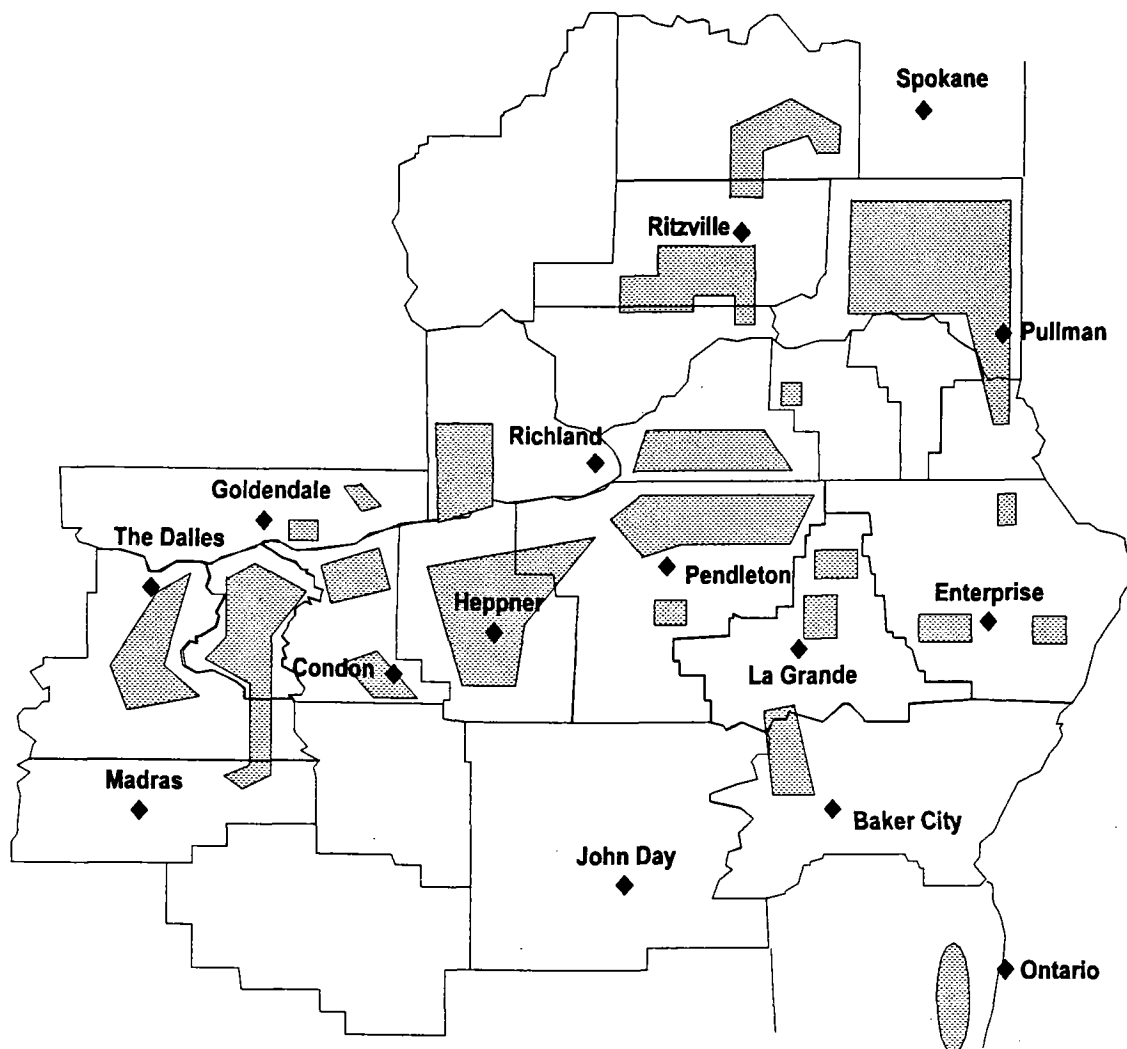 Spokane
Ritzville
Pullman
Richland
Goldendale
The Dalles
Pendleton
Heppner
Enterprise
Condon
La Grande
Madras
Baker City
John Day
Ontario